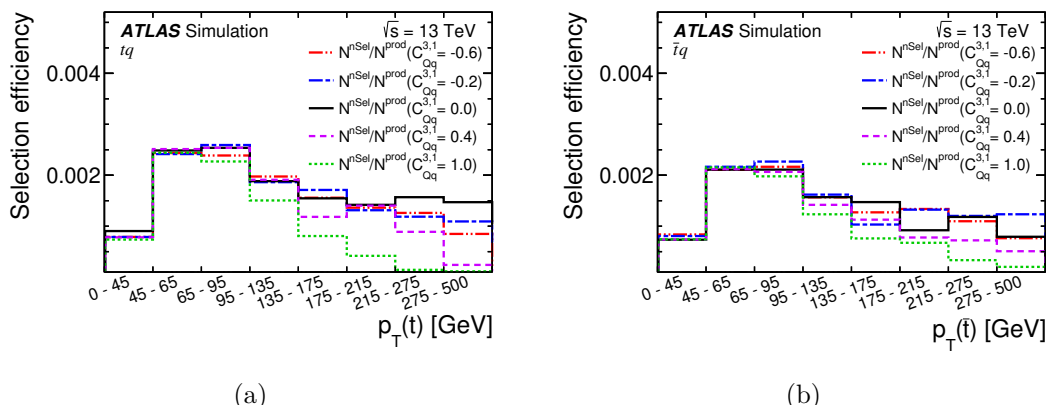 ATLAS Simulation
√s = 13 TeV
tq
N^nSel/N^prod(C_Qq^3,1= -0.6)
N^nSel/N^prod(C_Qq^3,1= -0.2)
N^nSel/N^prod(C_Qq^3,1= 0.0)
N^nSel/N^prod(C_Qq^3,1= 0.4)
N^nSel/N^prod(C_Qq^3,1= 1.0)
Selection efficiency
0.004
0.002
0 - 45
45 - 65
65 - 95
95 - 135
135 - 175
175 - 215
215 - 275
275 - 500
p_T(t) [GeV]
(a)
ATLAS Simulation
√s = 13 TeV
t̄q
N^nSel/N^prod(C_Qq^3,1= -0.6)
N^nSel/N^prod(C_Qq^3,1= -0.2)
N^nSel/N^prod(C_Qq^3,1= 0.0)
N^nSel/N^prod(C_Qq^3,1= 0.4)
N^nSel/N^prod(C_Qq^3,1= 1.0)
Selection efficiency
0.004
0.002
0 - 45
45 - 65
65 - 95
95 - 135
135 - 175
175 - 215
215 - 275
275 - 500
p_T(t̄) [GeV]
(b)